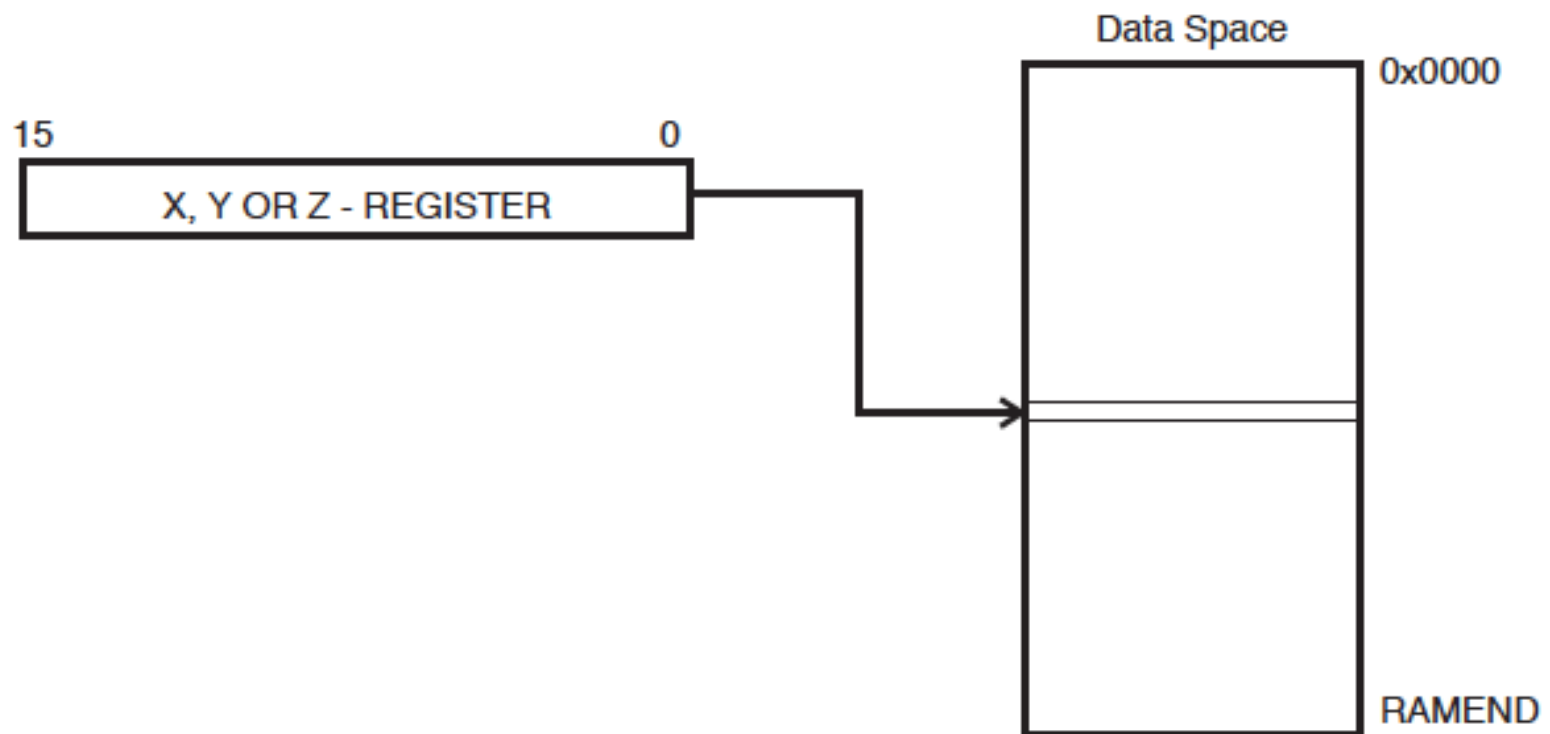 Data Space
0x0000
15 0
X, Y OR Z - REGISTER
RAMEND